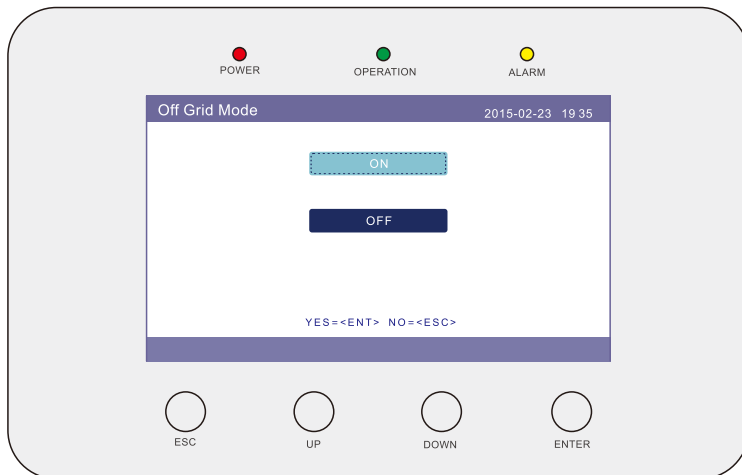 POWER OPERATION ALARM
Off Grid Mode 2015-02-23 19 35
ON
OFF
YES=<ENT> NO=<ESC>
ESC UP DOWN ENTER